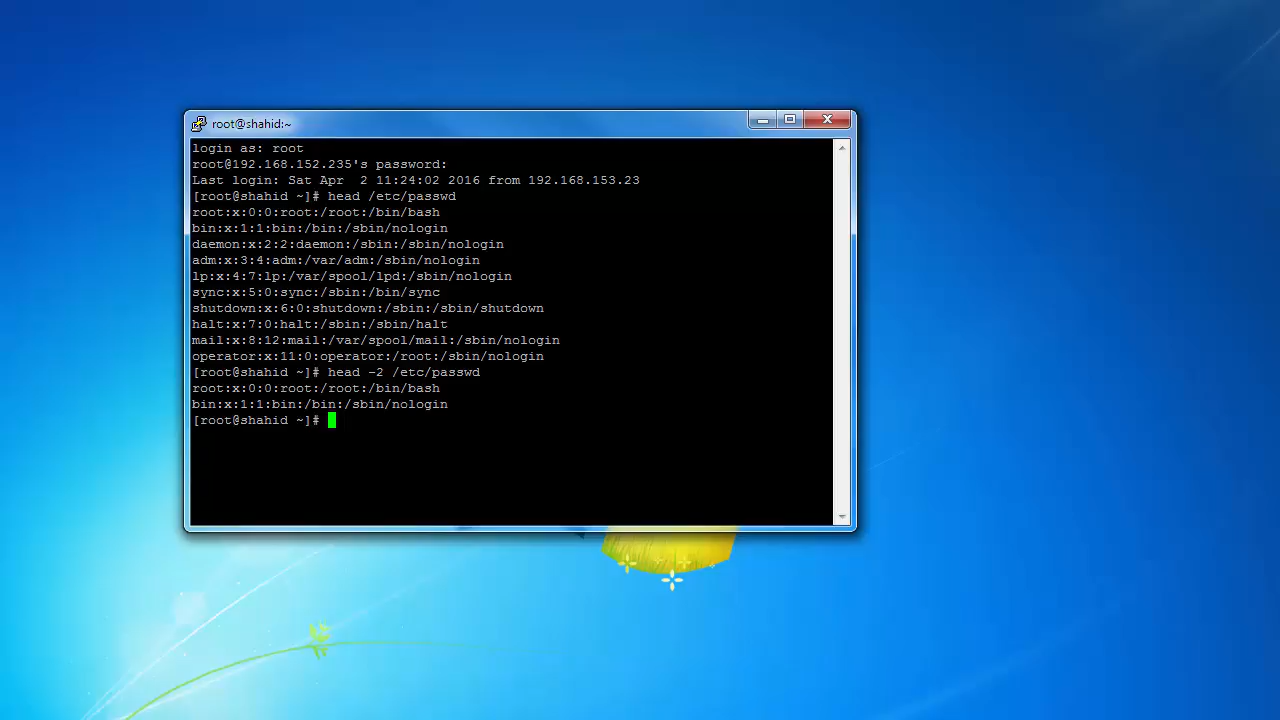 root@shahid:~
login as: root
root@192.168.152.235's password:
Last login: Sat Apr  2 11:24:02 2016 from 192.168.153.23
[root@shahid ~]# head /etc/passwd
root:x:0:0:root:/root:/bin/bash
bin:x:1:1:bin:/bin:/sbin/nologin
daemon:x:2:2:daemon:/sbin:/sbin/nologin
adm:x:3:4:adm:/var/adm:/sbin/nologin
lp:x:4:7:lp:/var/spool/lpd:/sbin/nologin
sync:x:5:0:sync:/sbin:/bin/sync
shutdown:x:6:0:shutdown:/sbin:/sbin/shutdown
halt:x:7:0:halt:/sbin:/sbin/halt
mail:x:8:12:mail:/var/spool/mail:/sbin/nologin
operator:x:11:0:operator:/root:/sbin/nologin
[root@shahid ~]# head -2 /etc/passwd
root:x:0:0:root:/root:/bin/bash
bin:x:1:1:bin:/bin:/sbin/nologin
[root@shahid ~]#